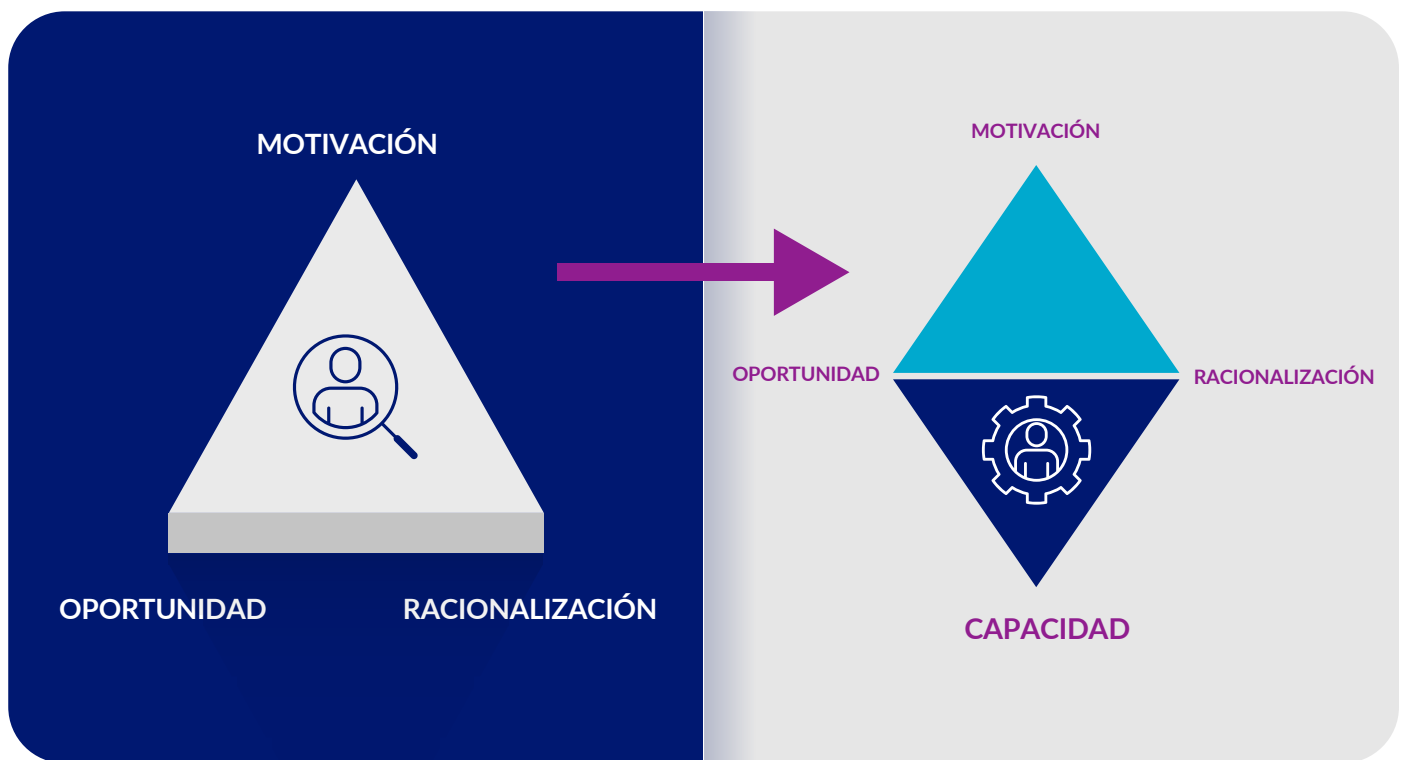 MOTIVACIÓN
OPORTUNIDAD
RACIONALIZACIÓN
MOTIVACIÓN
OPORTUNIDAD
RACIONALIZACIÓN
CAPACIDAD